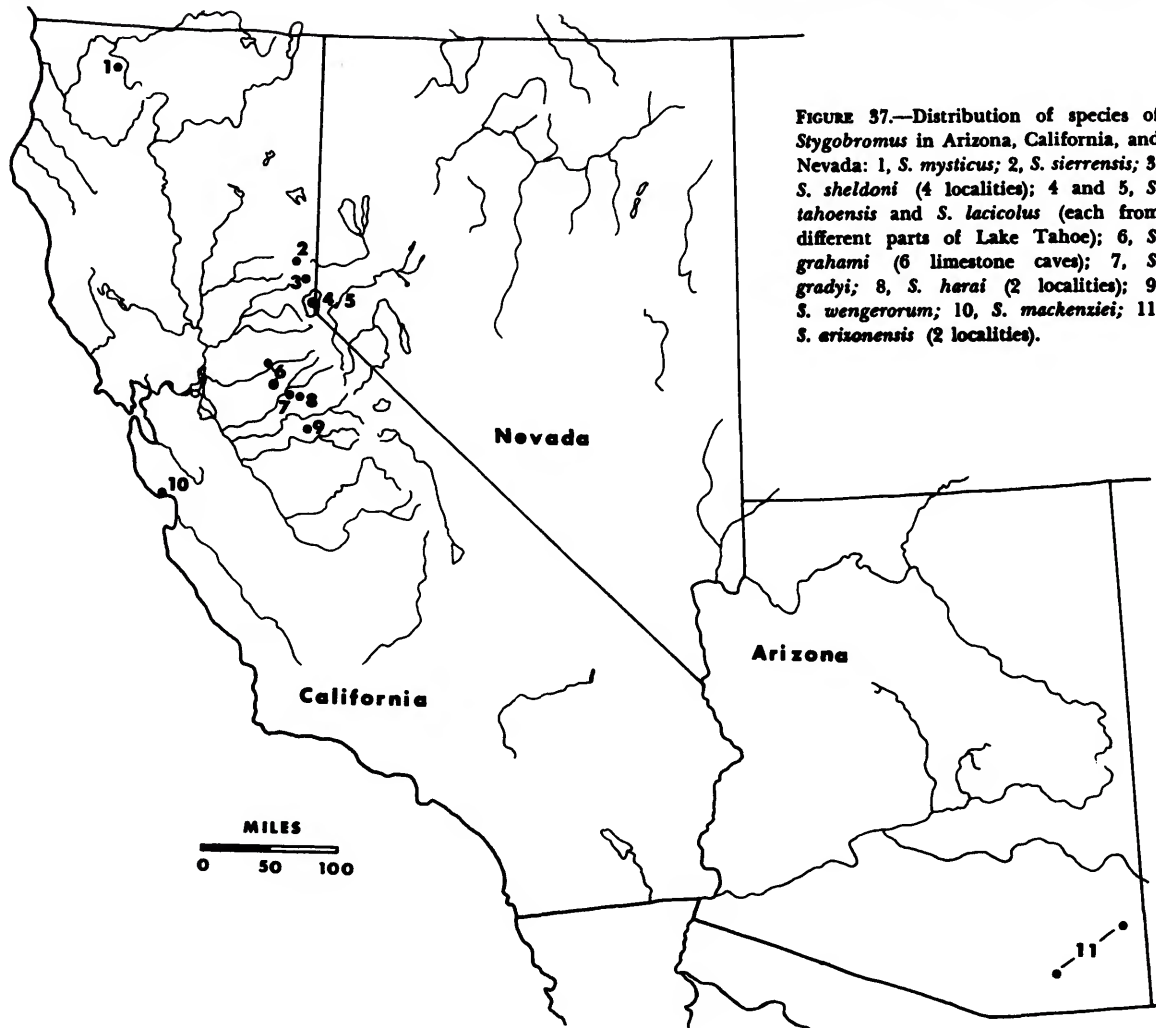 1
FIGURE 37.—Distribution of species of
Stygobromus in Arizona, California, and
Nevada: 1, S. mysticus; 2, S. sierrensis; 3
S. sheldoni (4 localities); 4 and 5, S
tahoensis and S. lacicolus (each from
different parts of Lake Tahoe); 6, S
grahami (6 limestone caves); 7, S
gradyi; 8, S. harai (2 localities); 9
S. wengerorum; 10, S. mackenziei; 11
S. arizonensis (2 localities).
2
3
4
5
6
7
8
9
Nevada
10
Arizona
California
MILES
0 50 100
11